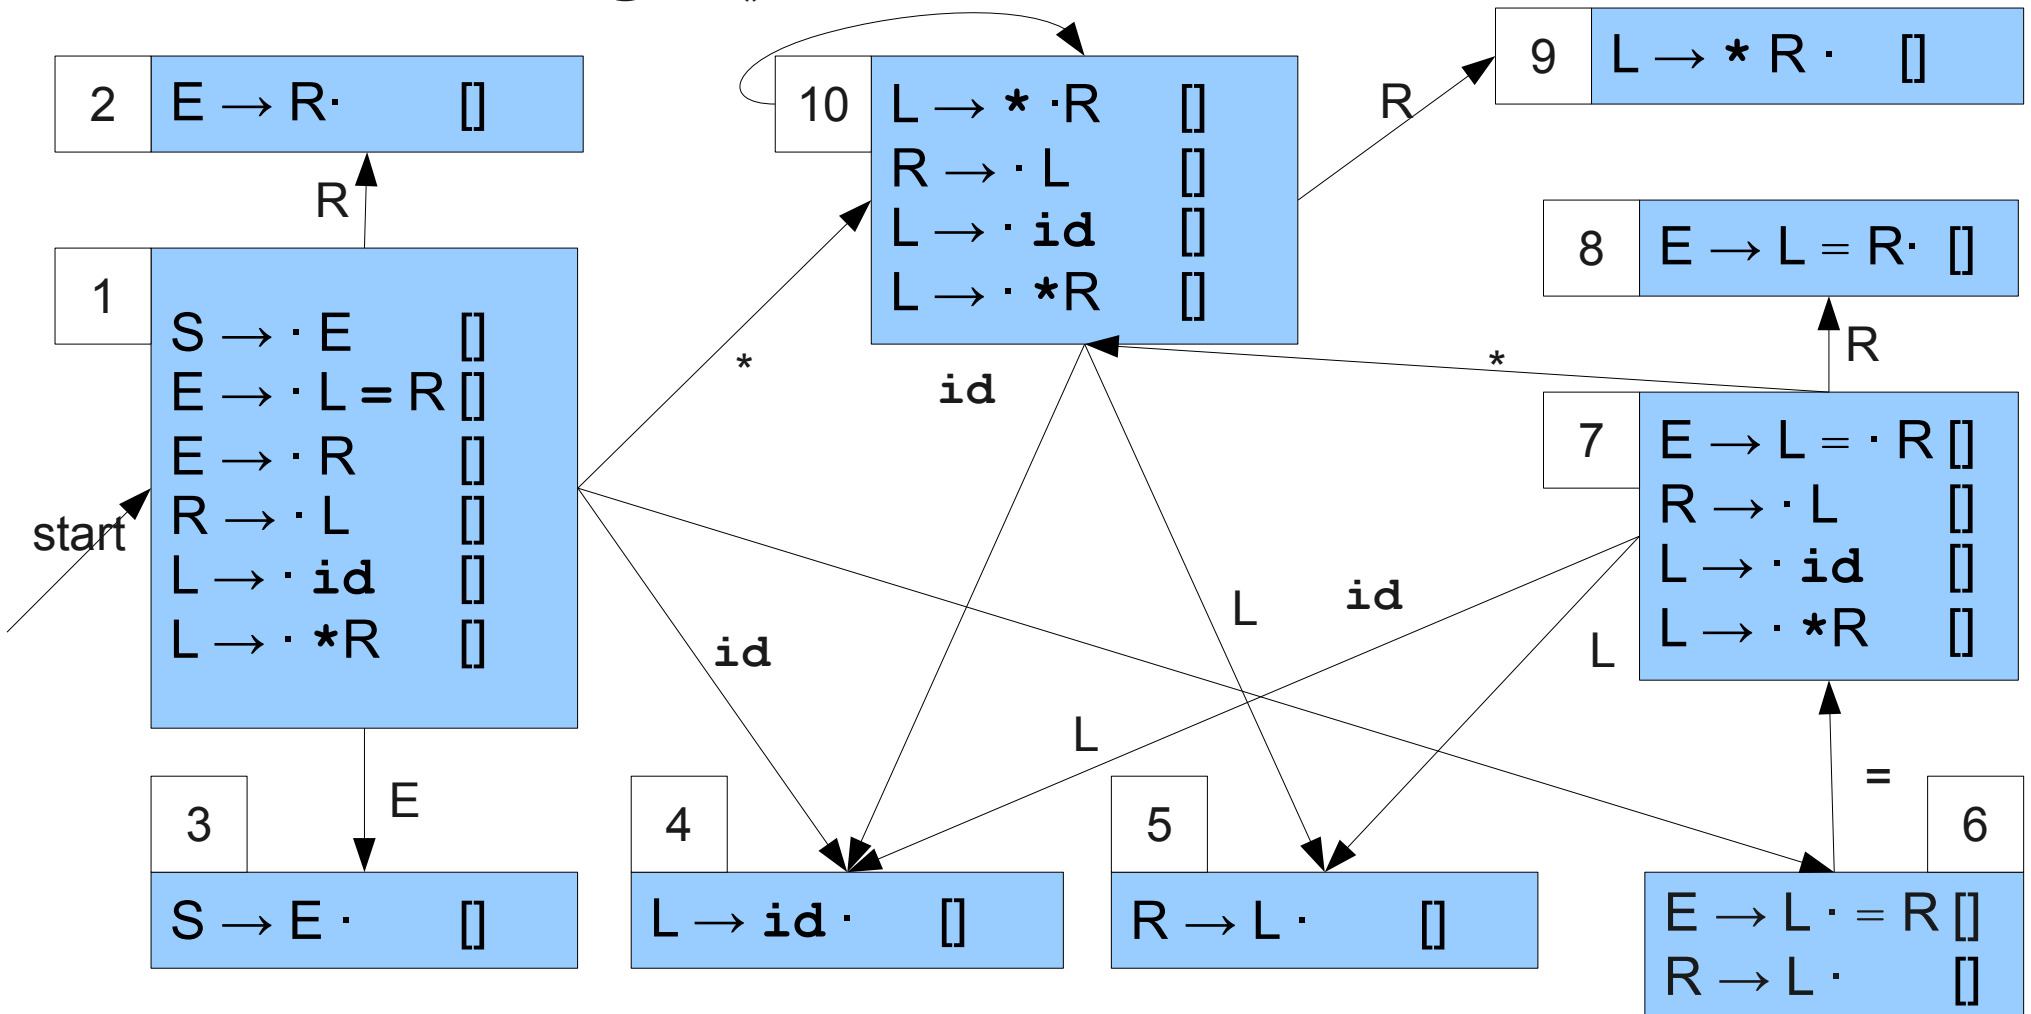 2
E → R· []
R
1
S → · E []
E → · L = R []
E → · R []
R → · L []
L → · id []
L → · *R []
start
E
3
S → E · []
10
L → * ·R []
R → · L []
L → · id []
L → · *R []
R
9
L → * R · []
8
E → L = R· []
R
*
*
id
7
E → L = · R []
R → · L []
L → · id []
L → · *R []
id
L
id
L
L
=
4
L → id · []
5
R → L · []
6
E → L · = R []
R → L · []